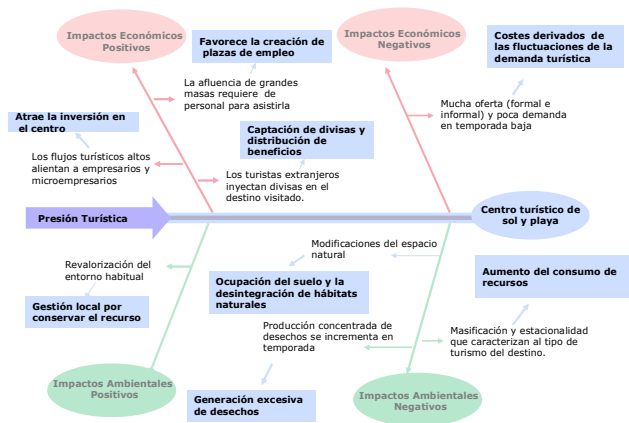 Impactos Económicos
Positivos
Favorece la creación de
plazas de empleo
La afluencia de grandes
masas requiere de
personal para asistirla
Atrae la inversión en
el centro
Los flujos turísticos altos
alientan a empresarios y
microempresarios
Captación de divisas y
distribución de
beneficios
Los turistas extranjeros
inyectan divisas en el
destino visitado.
Impactos Económicos
Negativos
Costes derivados de
las fluctuaciones de la
demanda turística
Mucha oferta (formal e
informal) y poca demanda
en temporada baja
Presión Turística
Centro turístico de
sol y playa
Revalorización del
entorno habitual
Gestión local por
conservar el recurso
Impactos Ambientales
Positivos
Modificaciones del espacio
natural
Ocupación del suelo y la
desintegración de hábitats
naturales
Producción concentrada de
desechos se incrementa en
temporada
Generación excesiva
de desechos
Aumento del consumo de
recursos
Masificación y estacionalidad
que caracterizan al tipo de
turismo del destino.
Impactos Ambientales
Negativos